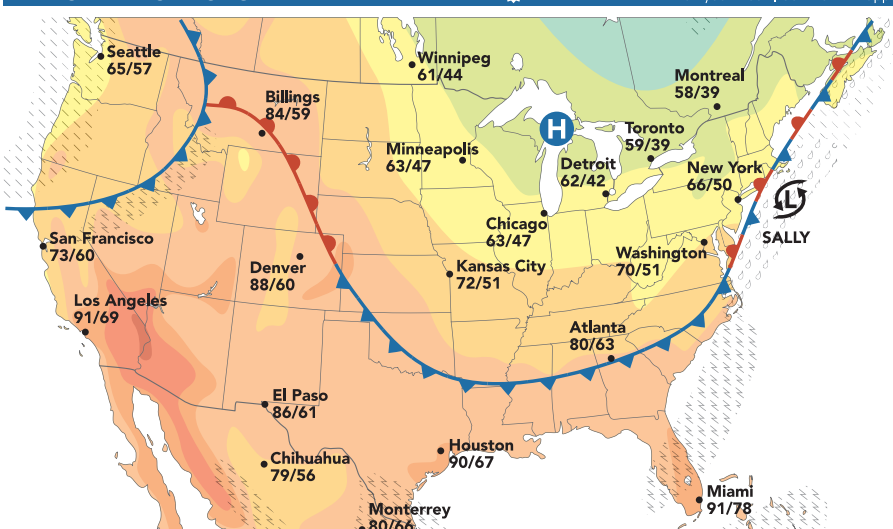 Seattle
65/57
Winnipeg
61/44
Montreal
58/39
Billings
84/59
H
Toronto
59/39
Minneapolis
63/47
Detroit
62/42
New York
66/50
L
SALLY
San Francisco
73/60
Chicago
63/47
Denver
88/60
Kansas City
72/51
Washington
70/51
Los Angeles
91/69
Atlanta
80/63
El Paso
86/61
Houston
90/67
Chihuahua
79/56
Miami
91/78
Monterrey
80/66